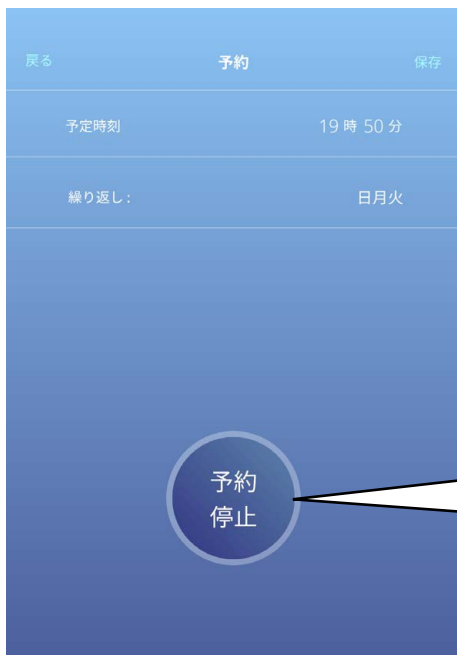 戻る 予約 保存
予定時刻 19 時 50 分
繰り返し : 日月火
予約
停止